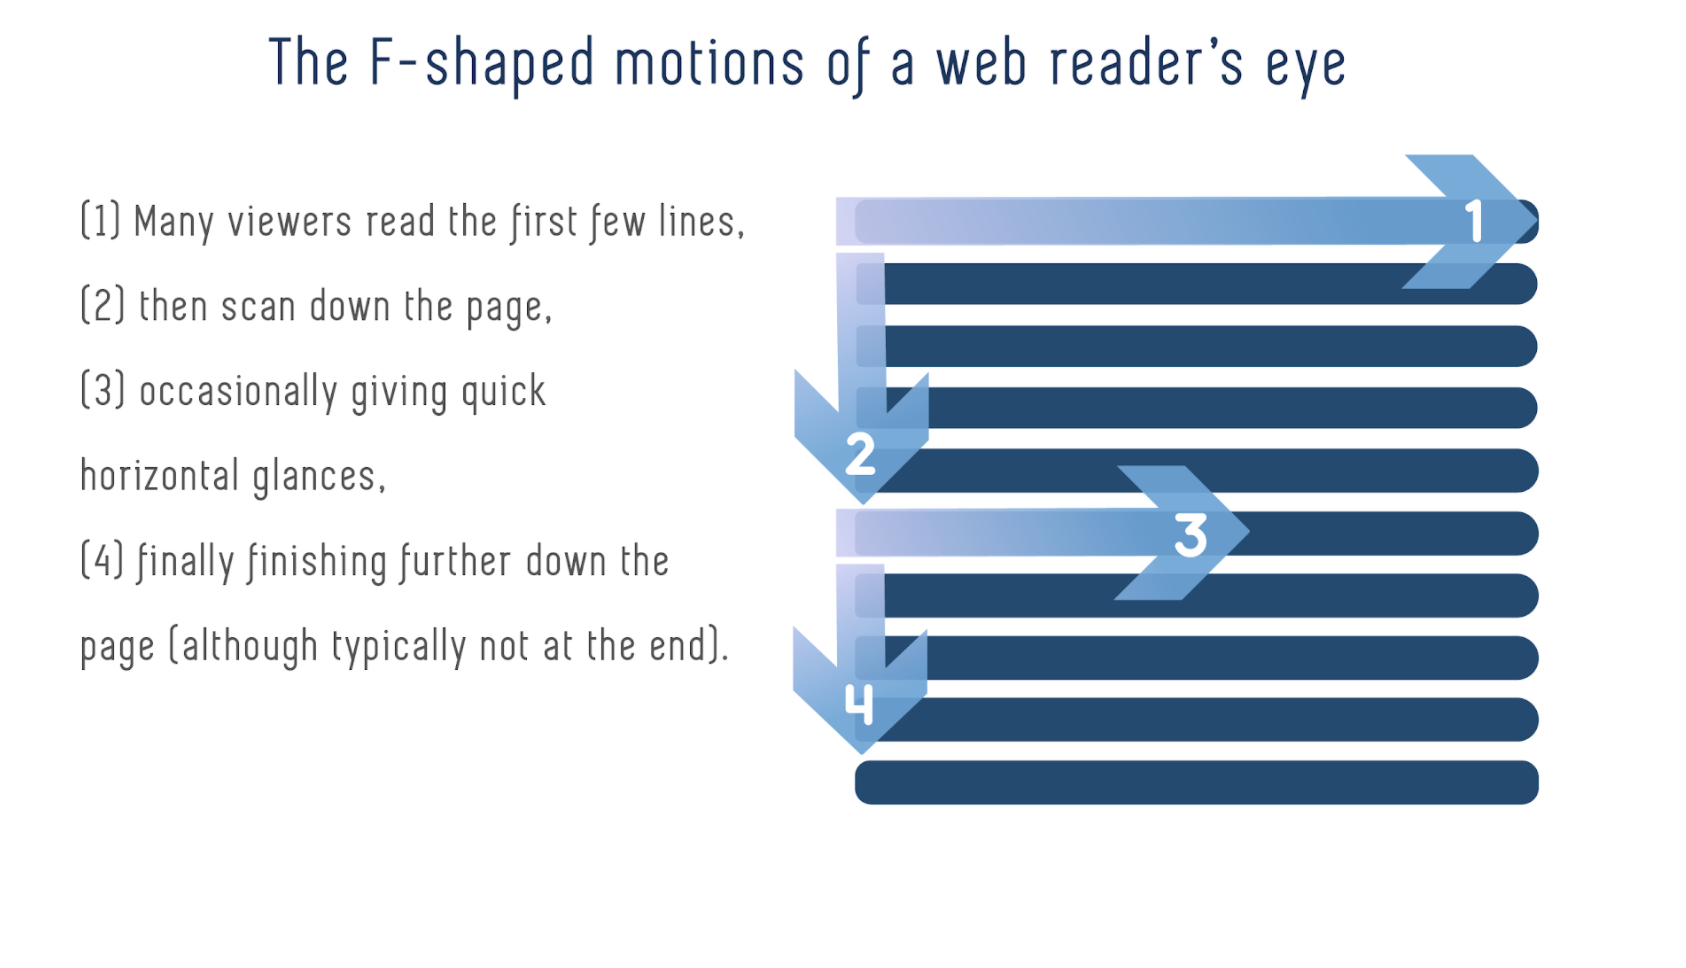 The F-shaped motions of a web reader’s eye
(1) Many viewers read the first few lines,
(2) then scan down the page,
(3) occasionally giving quick
horizontal glances,
(4) finally finishing further down the
page (although typically not at the end).
1
2
3
4